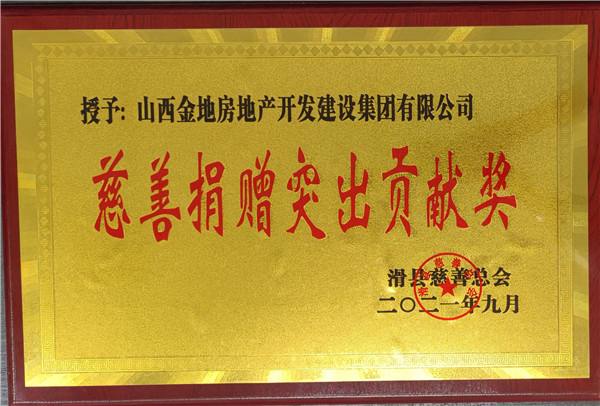 授予：山西金地房地产开发建设集团有限公司
慈善捐赠突出贡献奖
滑县慈善总会
二〇二一年九月